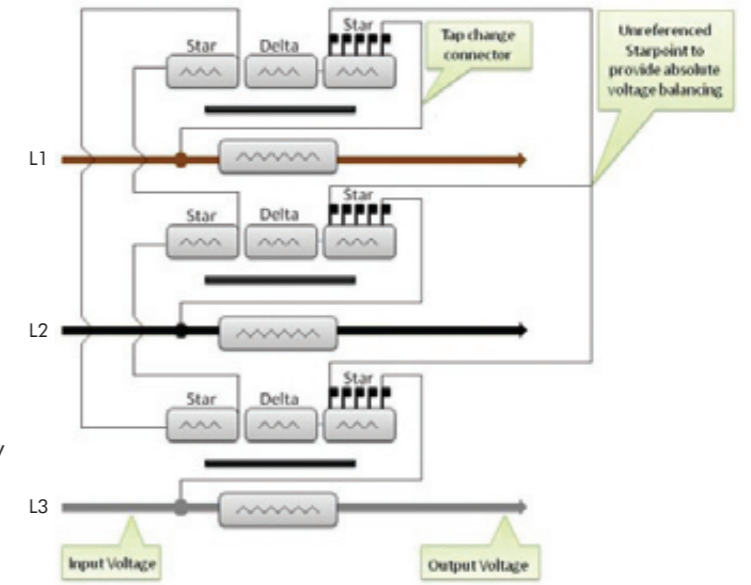 Star Delta Star
Tap change
connector
Unreferenced
Starpoint to
provide absolute
voltage balancing
L1
Star Delta Star
L2
Star Delta Star
y
L3
Input Voltage
Output Voltage